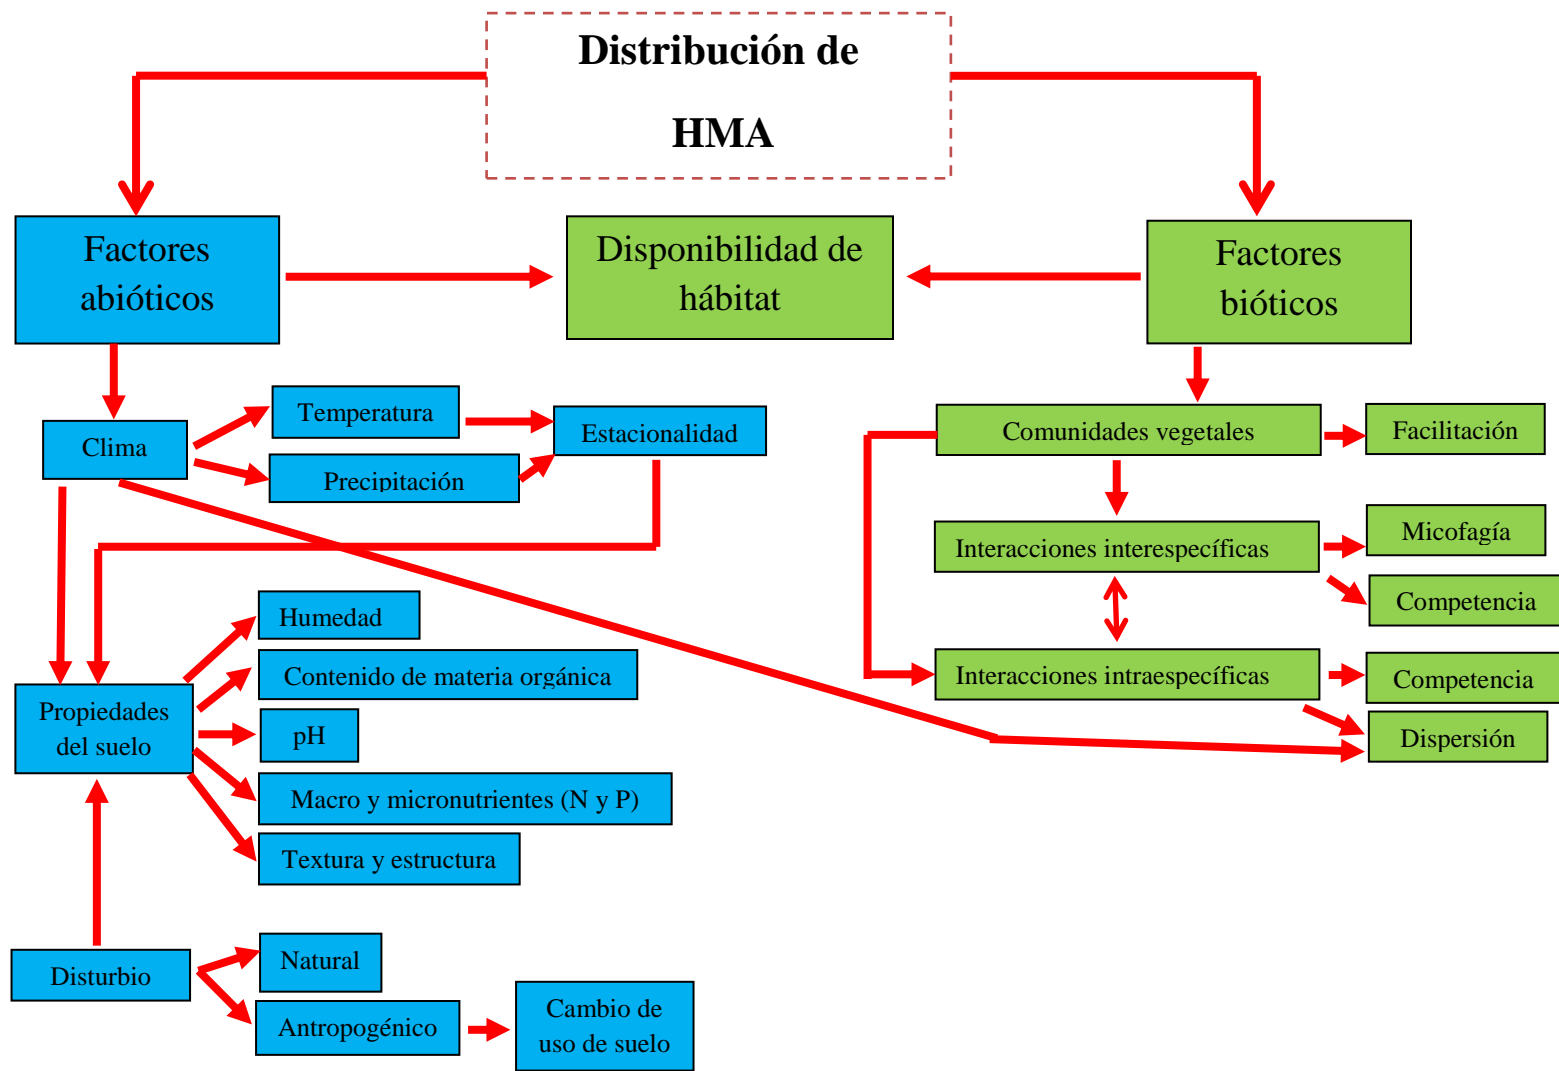 Distribución de
HMA
Factores
abióticos
Disponibilidad de
hábitat
Factores
bióticos
Clima
Temperatura
Precipitación
Estacionalidad
Comunidades vegetales
Facilitación
Interacciones interespecíficas
Micofagía
Competencia
Interacciones intraespecíficas
Competencia
Dispersión
Propiedades
del suelo
Humedad
Contenido de materia orgánica
pH
Macro y micronutrientes (N y P)
Textura y estructura
Disturbio
Natural
Antropogénico
Cambio de
uso de suelo